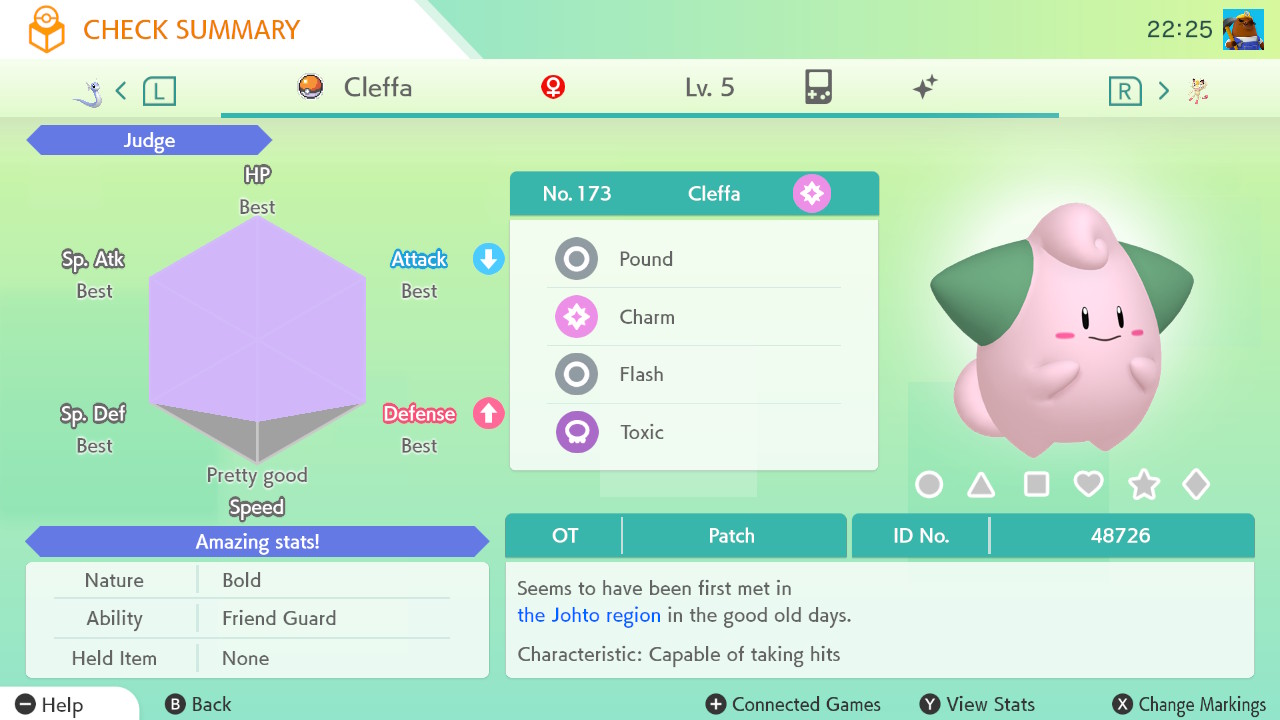 CHECK SUMMARY
22:25
L
Cleffa
Lv. 5
R
Judge
HP
Best
Sp. Atk
Best
Attack
Best
Sp. Def
Best
Defense
Best
Pretty good
Speed
Amazing stats!
Nature Bold
Ability Friend Guard
Held Item None
No. 173 Cleffa
Pound
Charm
Flash
Toxic
OT Patch ID No. 48726
Seems to have been first met in
the Johto region in the good old days.
Characteristic: Capable of taking hits
Help
B Back
Connected Games
Y View Stats
X Change Markings